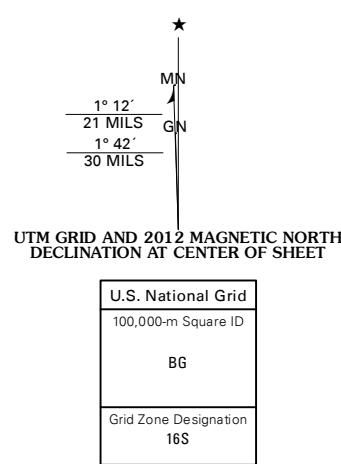 ★
MN
1° 12´
21 MILS
GN
1° 42´
30 MILS
UTM GRID AND 2012 MAGNETIC NORTH
DECLINATION AT CENTER OF SHEET
U.S. National Grid
100,000-m Square ID
BG
Grid Zone Designation
16S